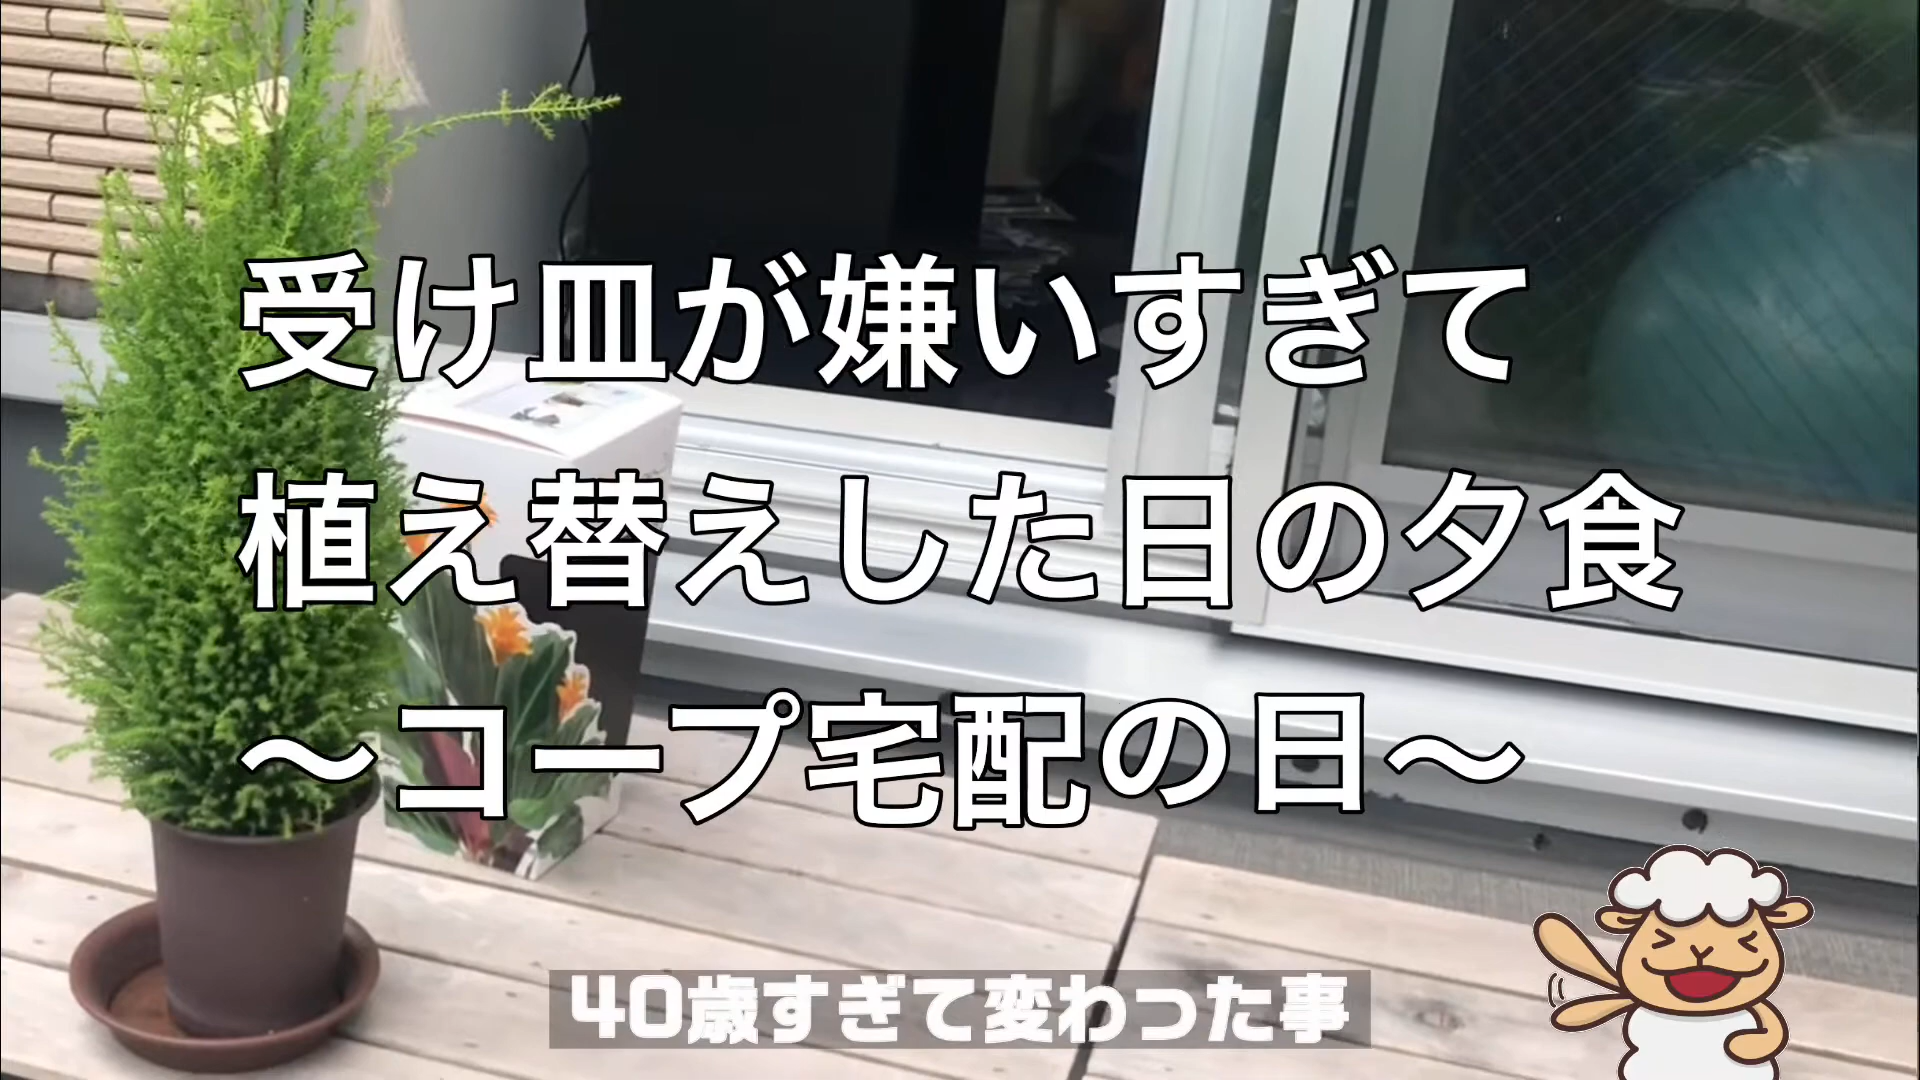 受け皿が嫌いすぎて
植え替えした日の夕食
～コープ宅配の日～
40歳すぎて変わった事